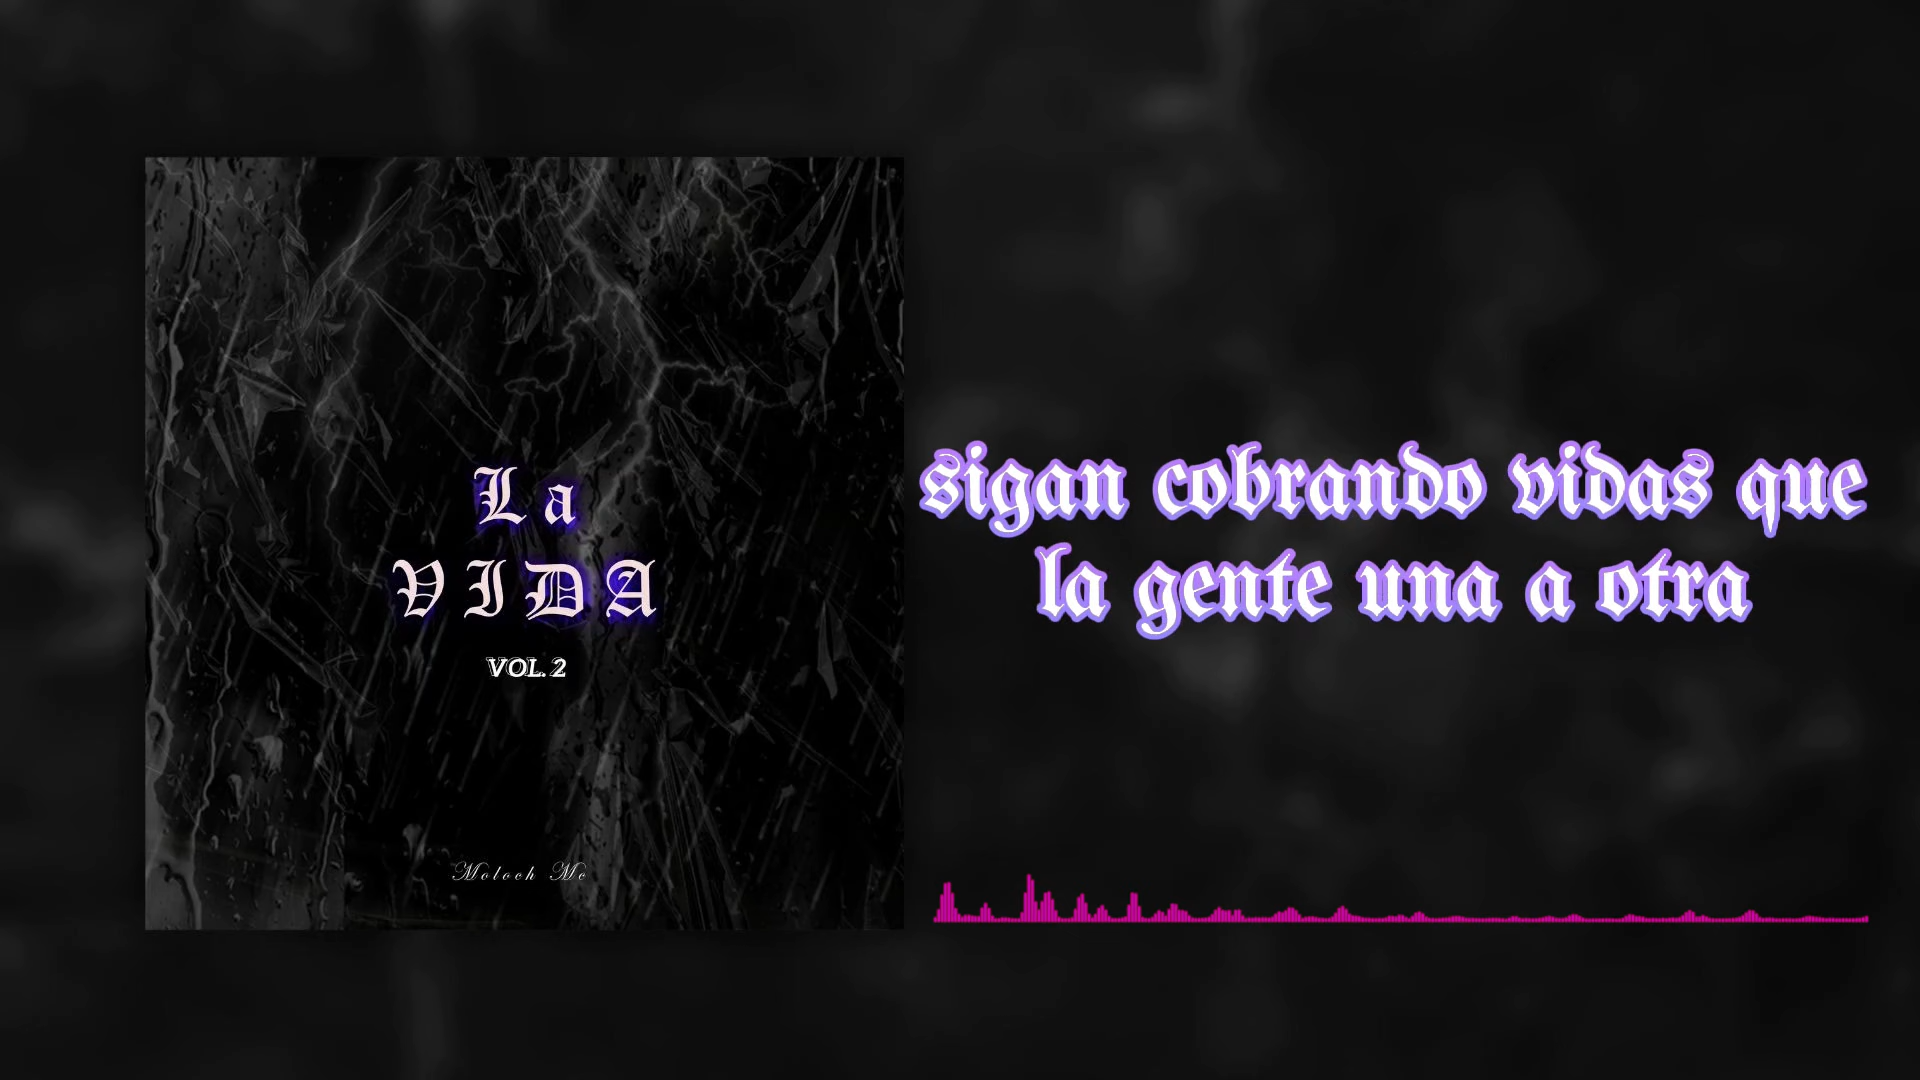 La
VIDA
VOL. 2
Moloch Mc
sigan cobrando vidas que
la gente una a otra